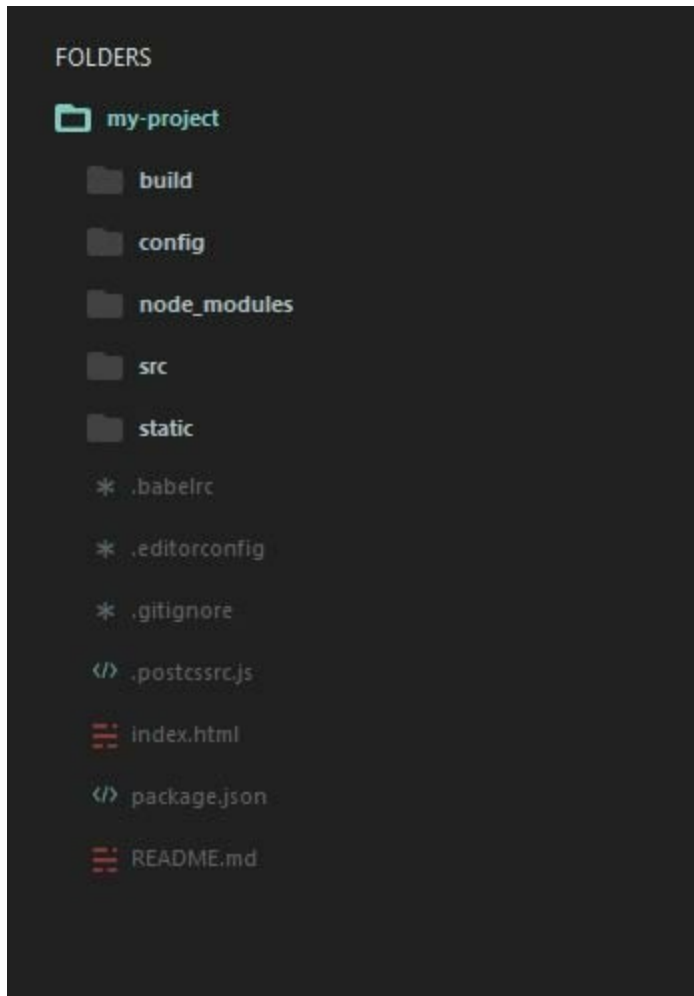 FOLDERS
my-project
build
config
node_modules
src
static
.babelrc
.editorconfig
.gitignore
.postcssrc.js
index.html
package.json
README.md